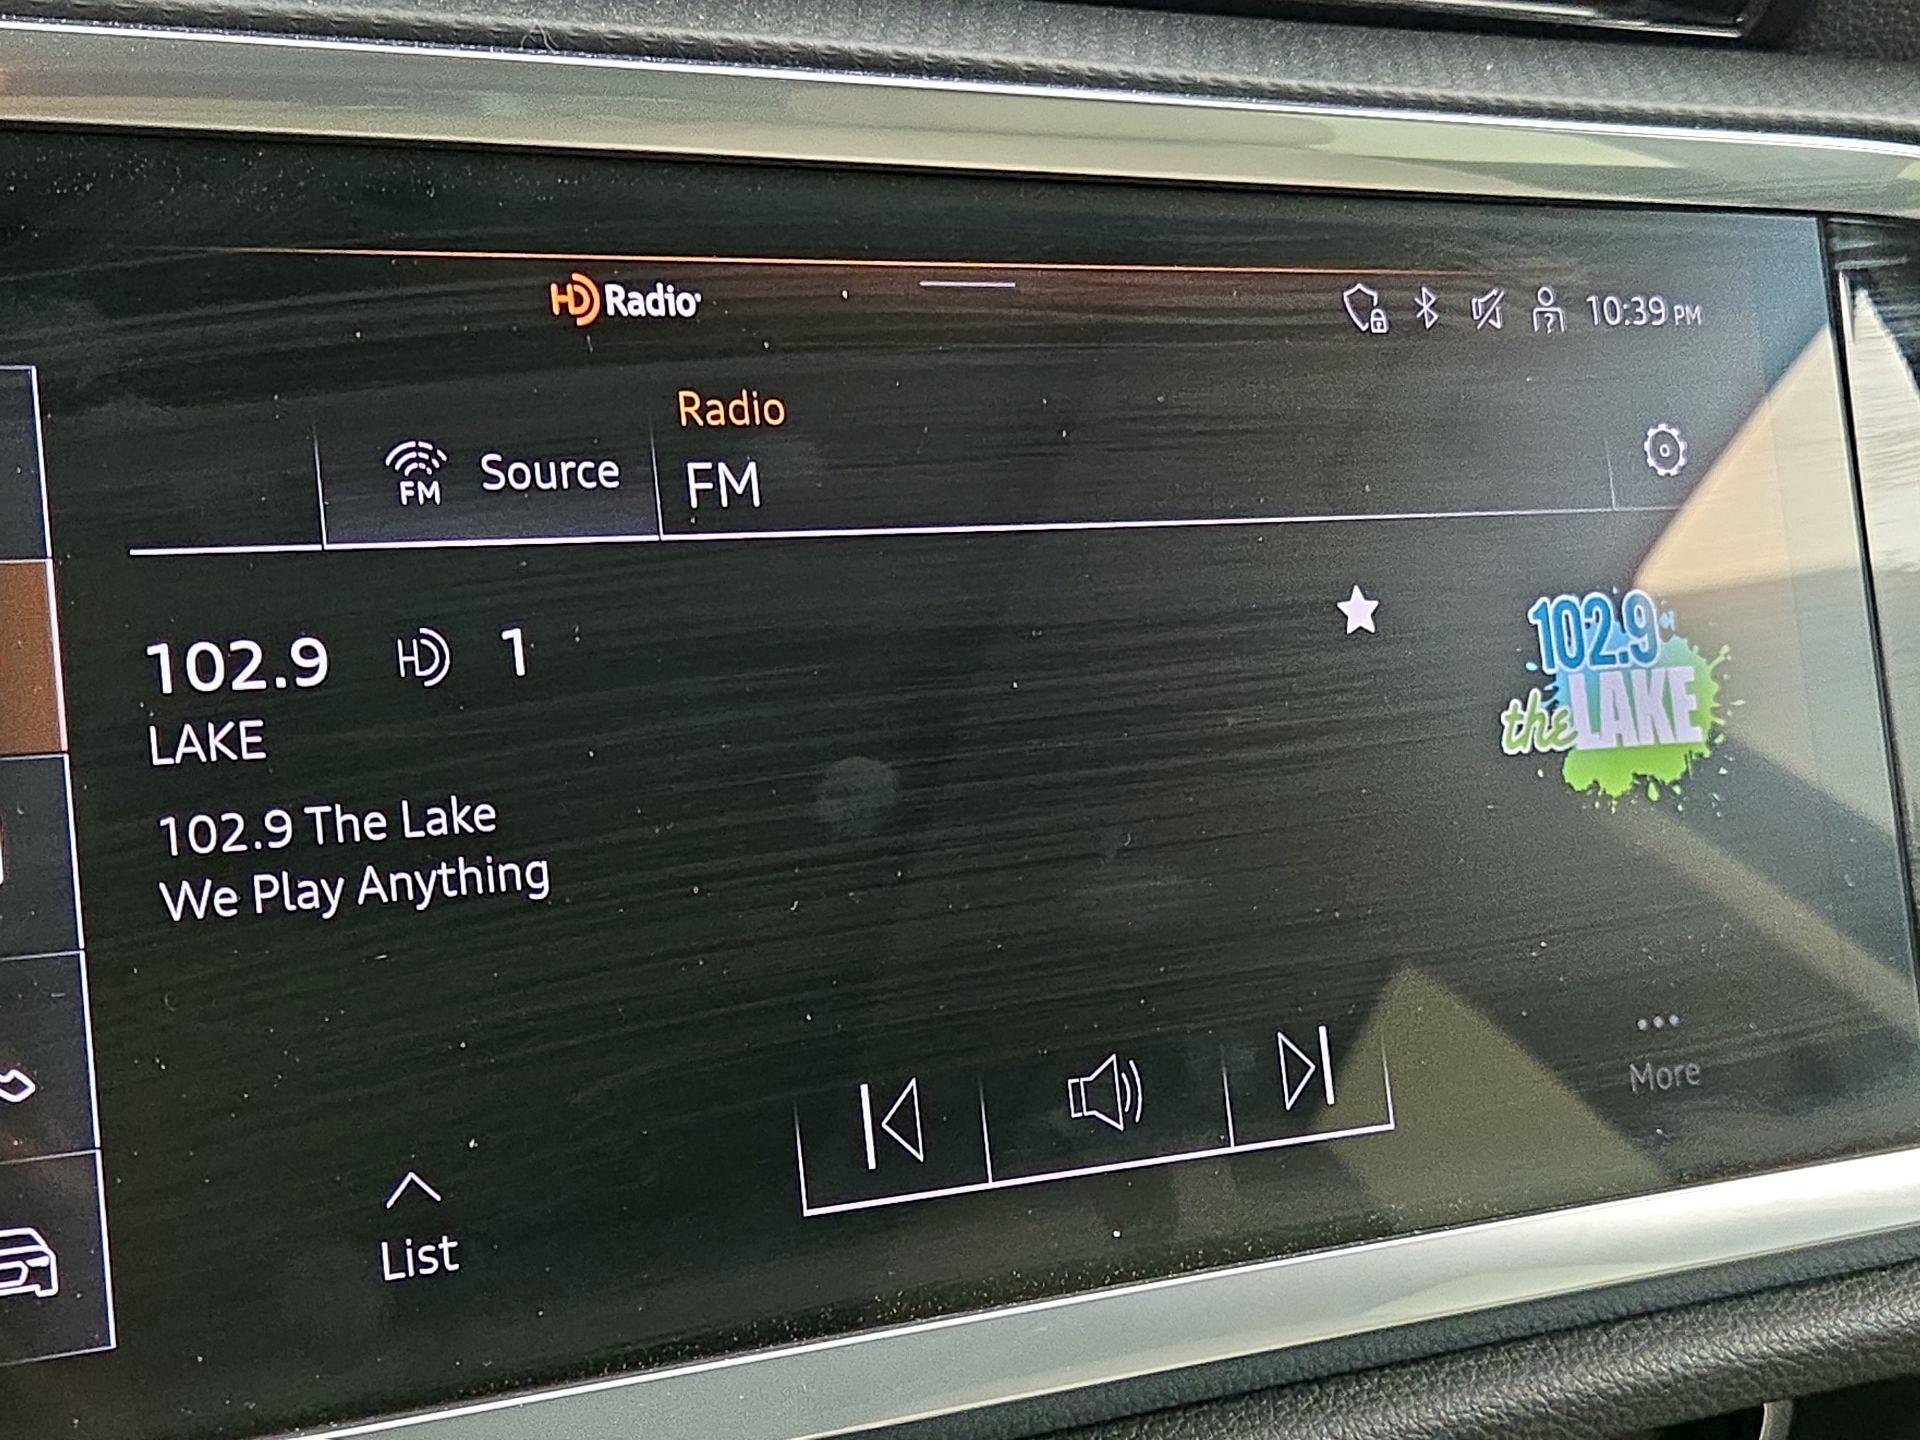 HD Radio
10:39 PM
Radio
FM
Source
FM
102.9 HD 1
LAKE
102.9 The Lake
We Play Anything
102.9
the LAKE
More
List